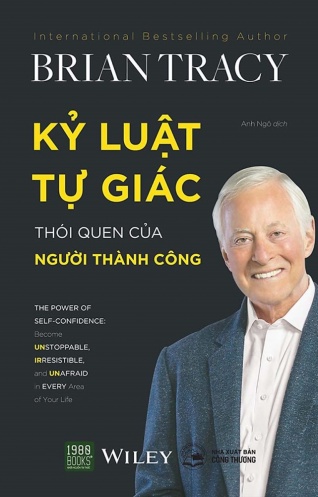 International Bestselling Author
BRIAN TRACY
Anh Ngô dịch
KỶ LUẬT
TỰ GIÁC
THÓI QUEN CỦA
NGƯỜI THÀNH CÔNG
THE POWER OF
SELF-CONFIDENCE:
Become
UNSTOPPABLE,
IRRESISTIBLE,
and UNAFRAID
in EVERY Area
of Your Life
1980
BOOKS
WILEY
NHÀ XUẤT BẢN
CÔNG THƯƠNG